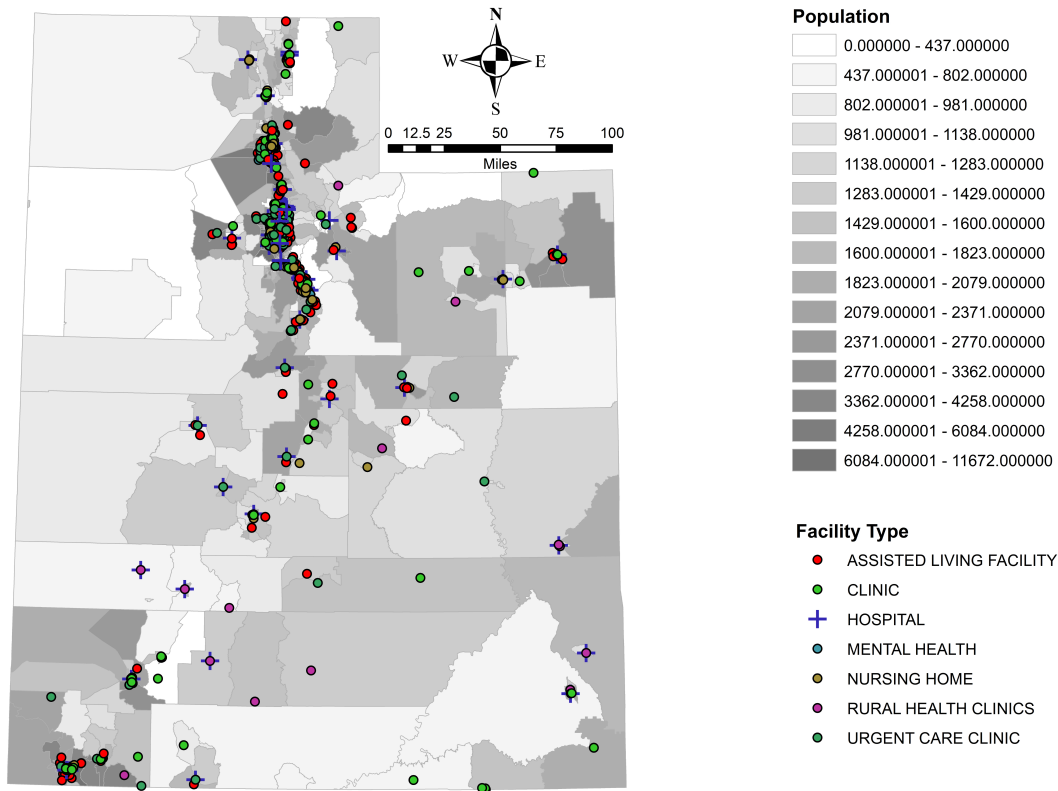 N
W E
S
0 12.5 25 50 75 100
Miles
Population
0.000000 - 437.000000
437.000001 - 802.000000
802.000001 - 981.000000
981.000001 - 1138.000000
1138.000001 - 1283.000000
1283.000001 - 1429.000000
1429.000001 - 1600.000000
1600.000001 - 1823.000000
1823.000001 - 2079.000000
2079.000001 - 2371.000000
2371.000001 - 2770.000000
2770.000001 - 3362.000000
3362.000001 - 4258.000000
4258.000001 - 6084.000000
6084.000001 - 11672.000000
Facility Type
ASSISTED LIVING FACILITY
CLINIC
HOSPITAL
MENTAL HEALTH
NURSING HOME
RURAL HEALTH CLINICS
URGENT CARE CLINIC